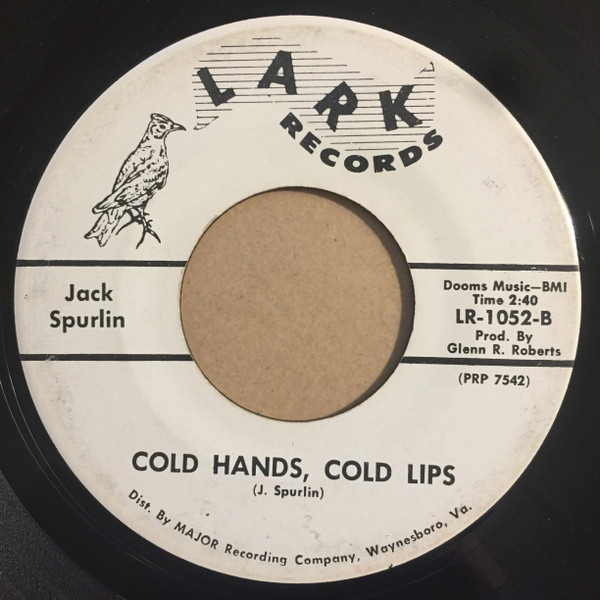 LARK
RECORDS
Jack
Spurlin
Dooms Music—BMI
Time 2:40
LR-1052-B
Prod. By
Glenn R. Roberts
(PRP 7542)
COLD HANDS, COLD LIPS
(J. Spurlin)
Dist. By MAJOR Recording Company, Waynesboro, Va.